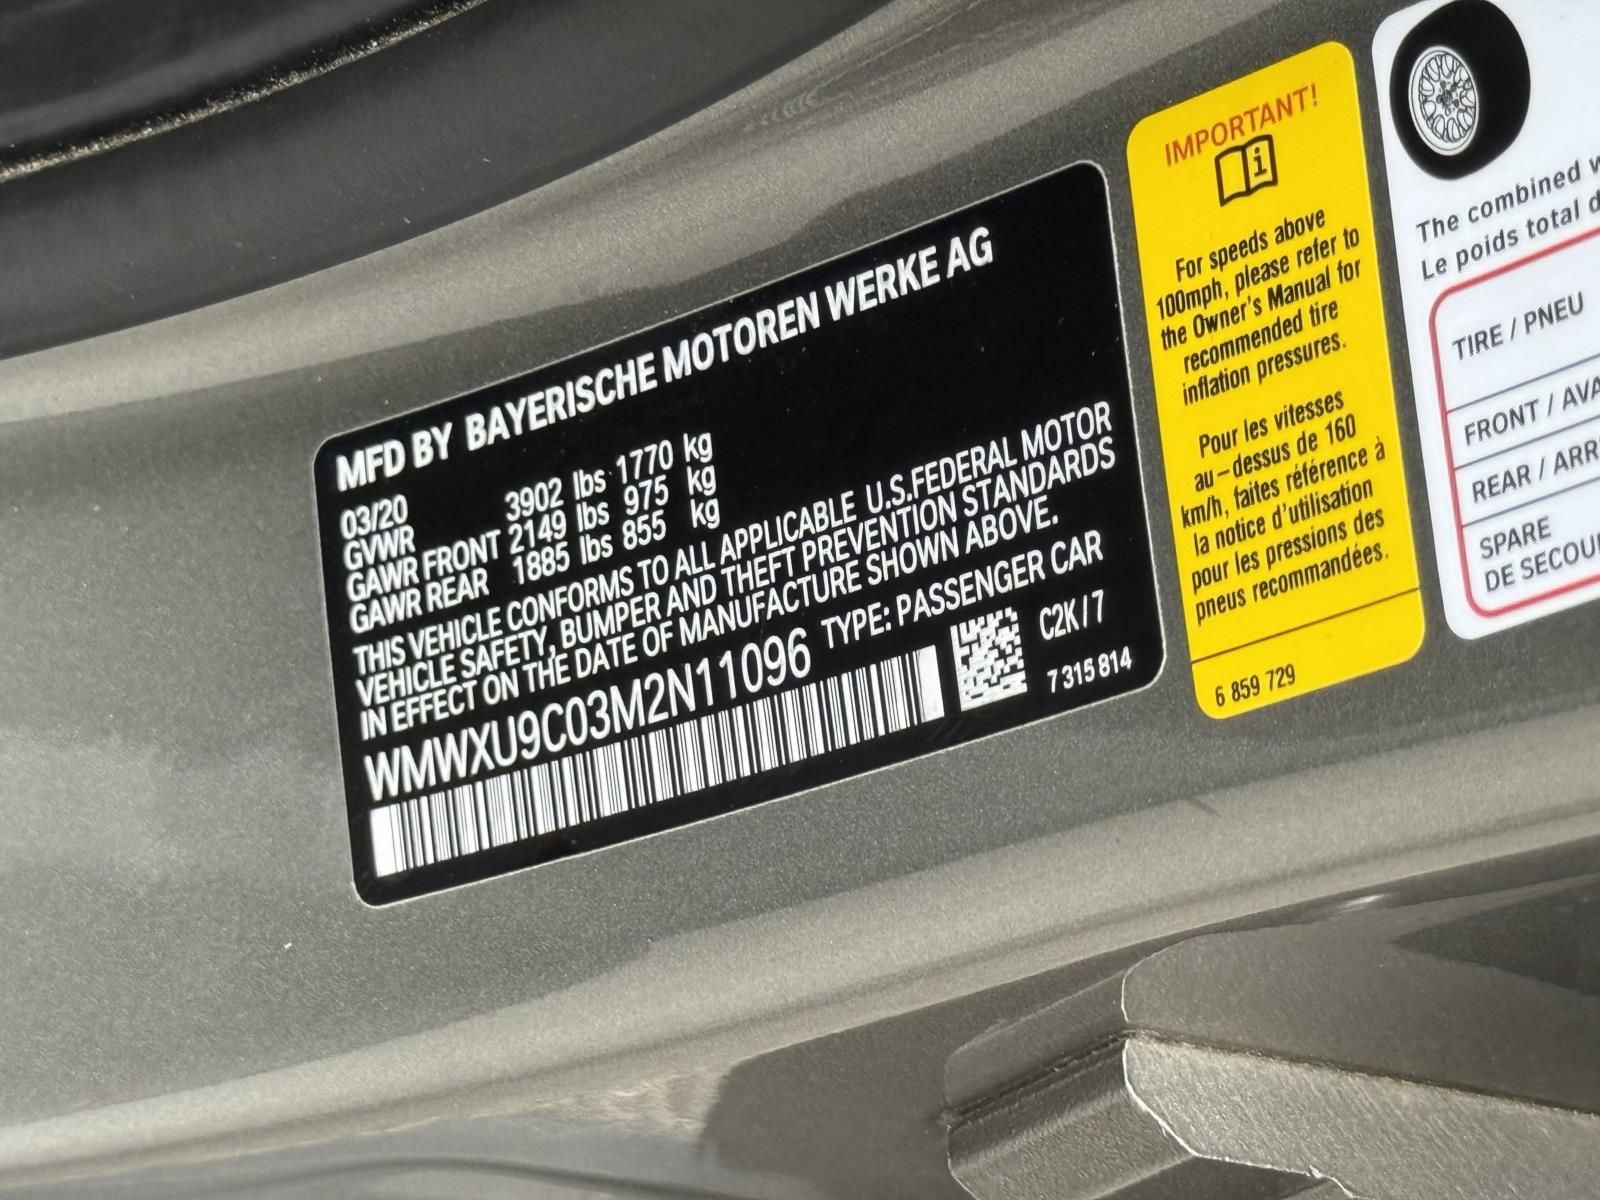 MFD BY BAYERISCHE MOTOREN WERKE AG
03/20
GVWR 3902 lbs 1770 kg
GAWR FRONT 2149 lbs 975 kg
GAWR REAR 1885 lbs 855 kg
THIS VEHICLE CONFORMS TO ALL APPLICABLE U.S.FEDERAL MOTOR
VEHICLE SAFETY, BUMPER AND THEFT PREVENTION STANDARDS
IN EFFECT ON THE DATE OF MANUFACTURE SHOWN ABOVE.
WMWXU9C03M2N11096 TYPE: PASSENGER CAR
C2K/7
7 315 814
IMPORTANT!
i
For speeds above
100mph, please refer to
the Owner's Manual for
recommended tire
inflation pressures.
Pour les vitesses
au-dessus de 160
km/h, faites référence à
la notice d'utilisation
pour les pressions des
pneus recommandées.
6 859 729
The combined
Le poids total
TIRE / PNEU
FRONT /
REAR /
SPARE
DE